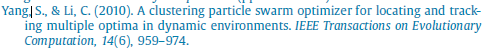 Yang, S., & Li, C. (2010). A clustering particle swarm optimizer for locating and track-
ing multiple optima in dynamic environments. IEEE Transactions on Evolutionary
Computation, 14(6), 959–974.